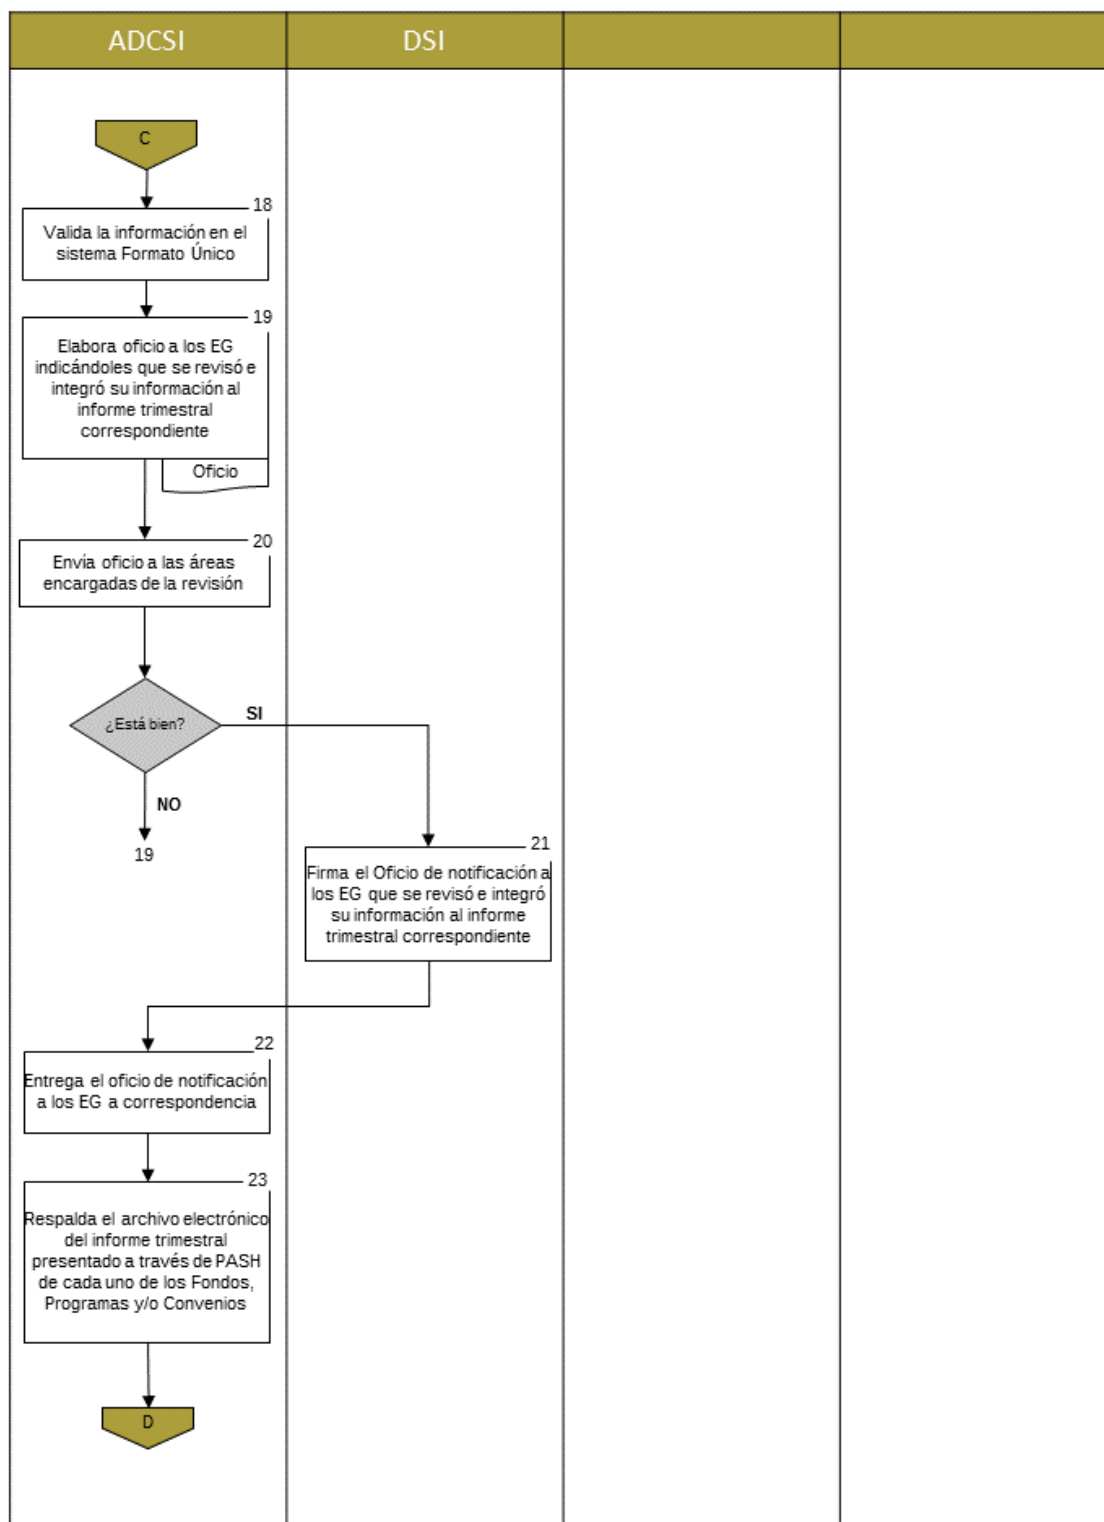 ADCSI
DSI
C
18
Valida la información en el
sistema Formato Único
19
Elabora oficio a los EG
indicándoles que se revisó e
integró su información al
informe trimestral
correspondiente
Oficio
20
Envía oficio a las áreas
encargadas de la revisión
¿Está bien?
SI
NO
19
21
Firma el Oficio de notificación a
los EG que se revisó e integró
su información al informe
trimestral correspondiente
22
Entrega el oficio de notificación
a los EG a correspondencia
23
Respalda el archivo electrónico
del informe trimestral
presentado a través de PASH
de cada uno de los Fondos,
Programas y/o Convenios
D